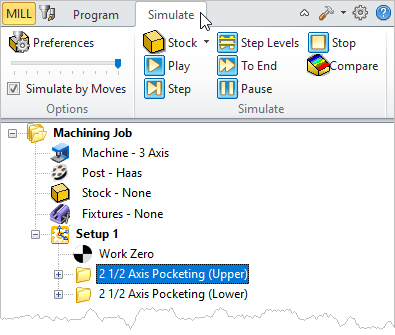 MILL Program Simulate
Preferences Stock Step Levels Stop
Play To End Compare
Simulate by Moves Step Pause
Options Simulate
Machining Job
Machine - 3 Axis
Post - Haas
Stock - None
Fixtures - None
Setup 1
Work Zero
2 1/2 Axis Pocketing (Upper)
2 1/2 Axis Pocketing (Lower)